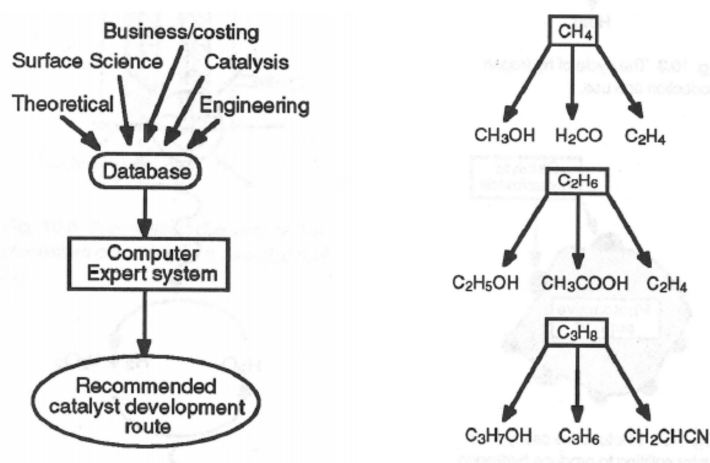 Business/costing
Surface Science
Catalysis
Theoretical
Engineering
Database
Computer
Expert system
Recommended
catalyst development
route
CH4
CH3OH H2CO C2H4
C2H6
C2H5OH CH3COOH C2H4
C3H8
C3H7OH C3H6 CH2CHCN